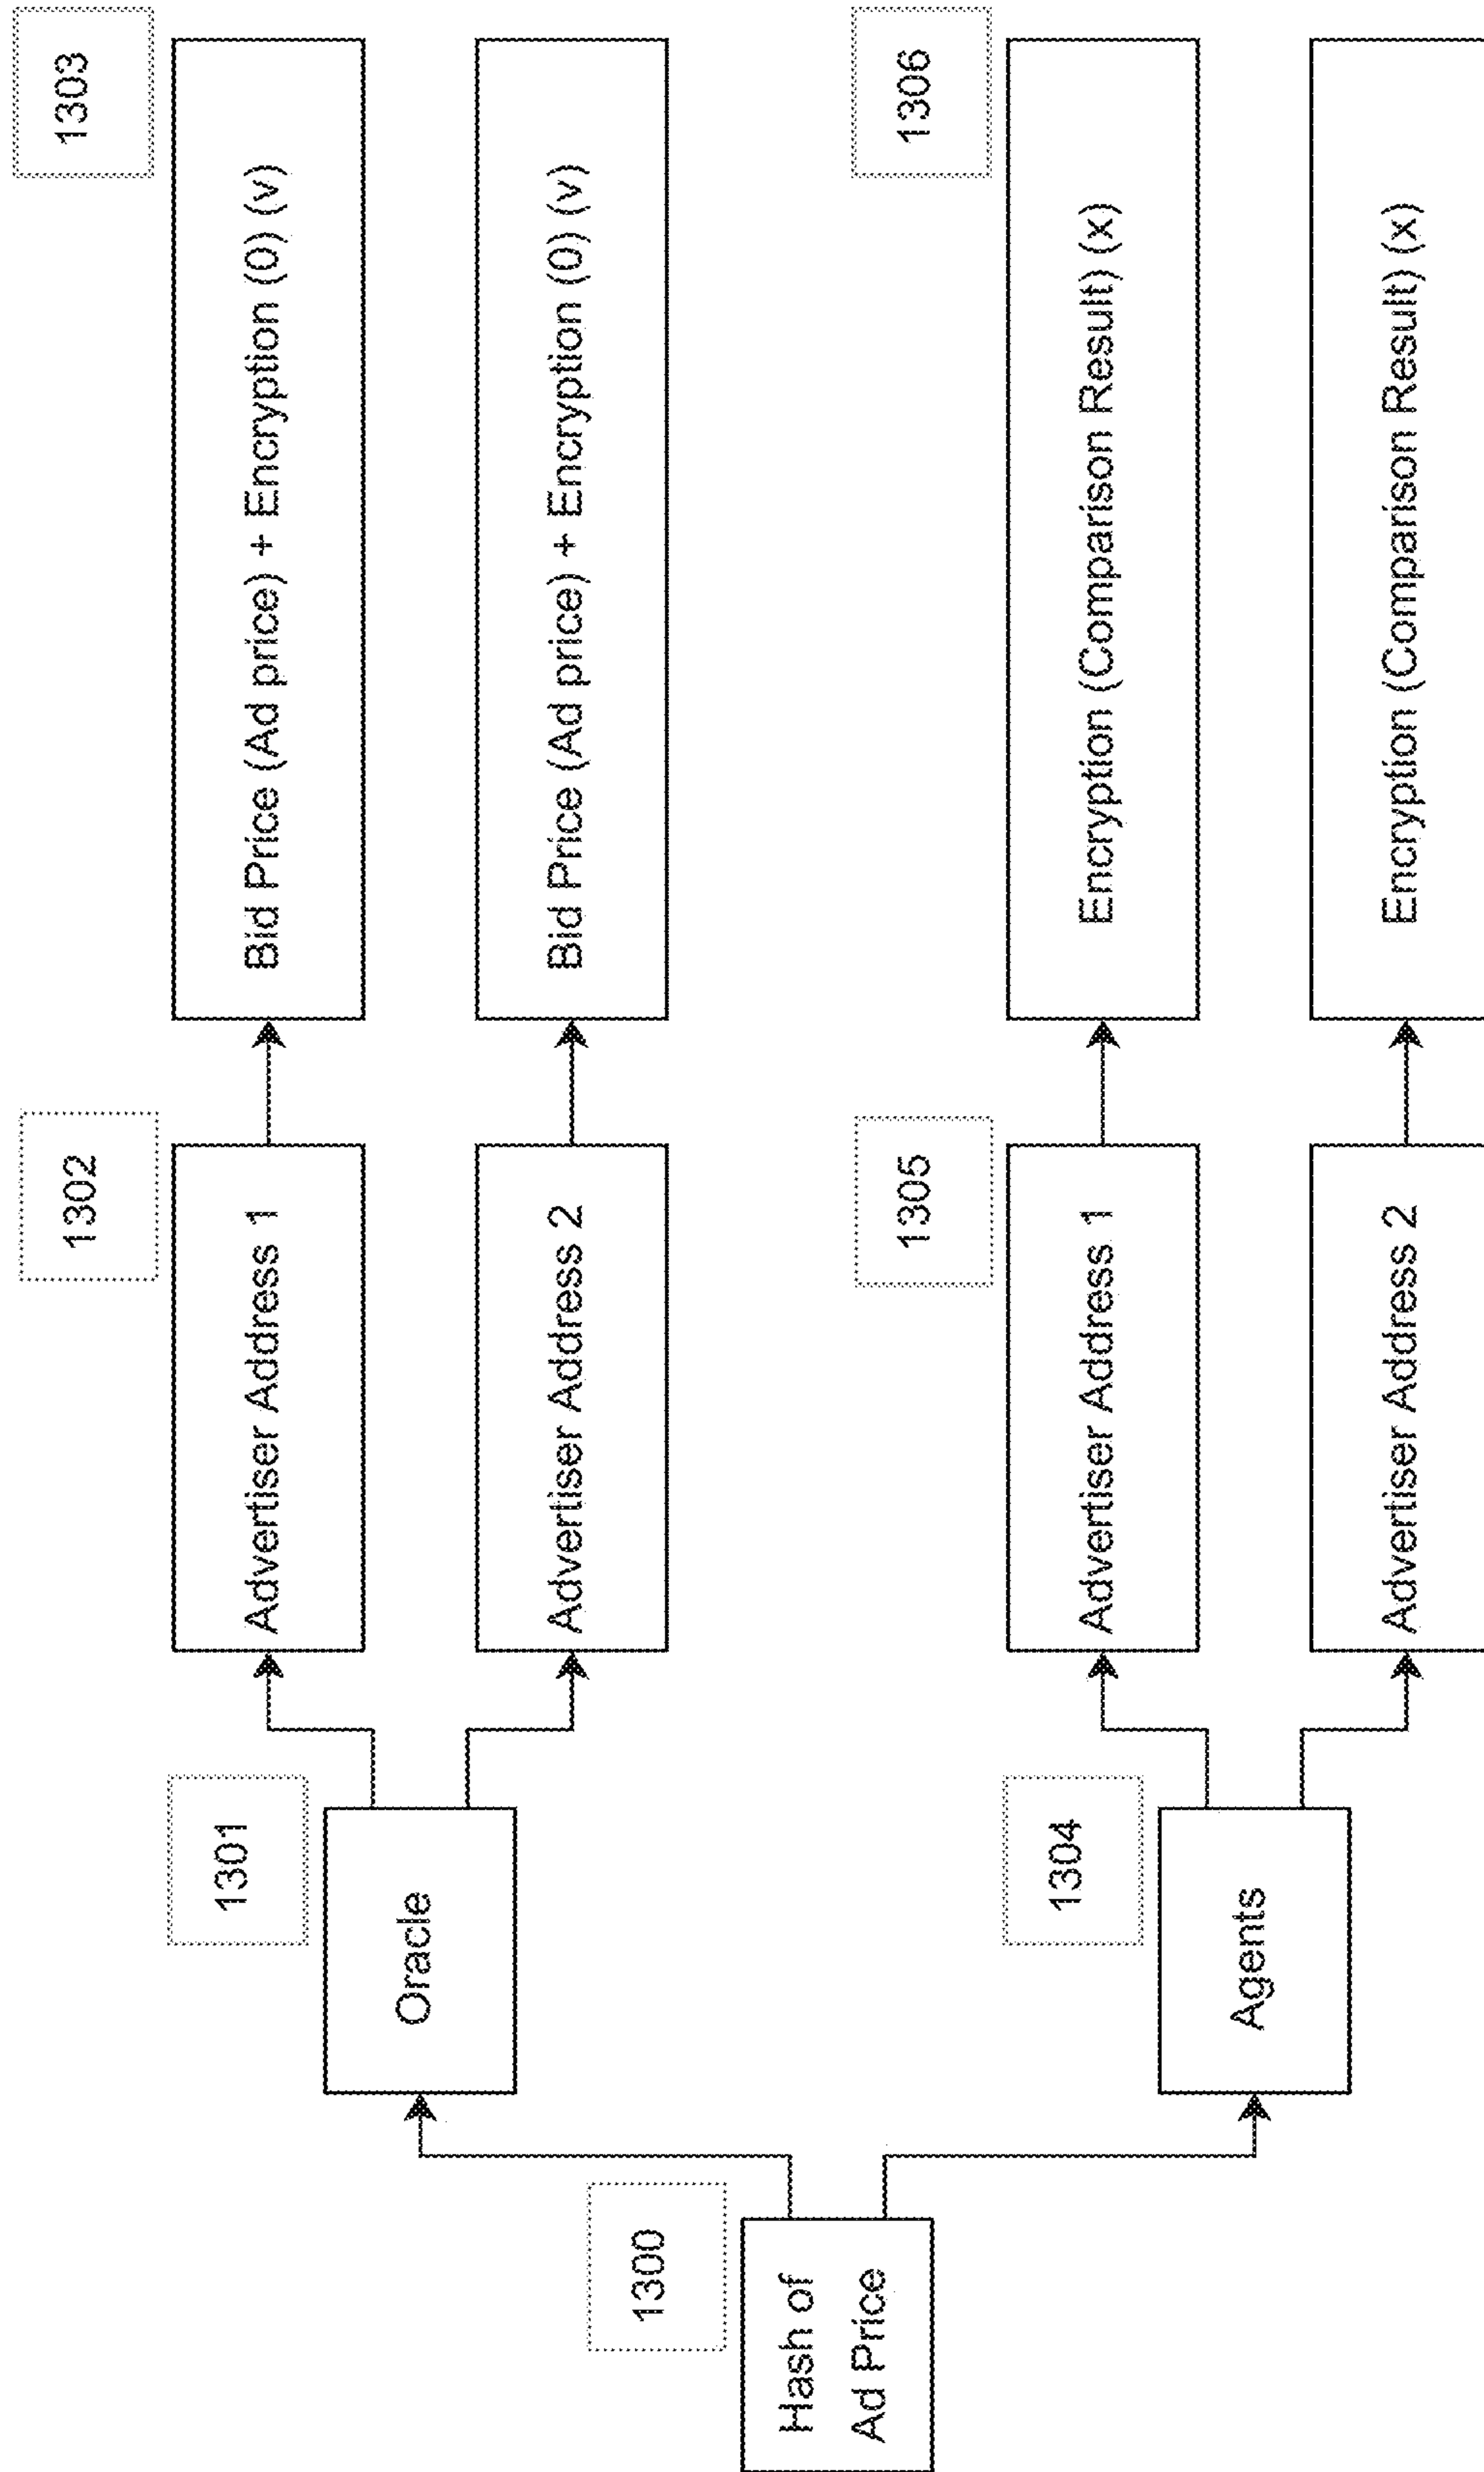 1303
Bid Price (Ad price) + Encryption (0) (v)
Bid Price (Ad price) + Encryption (0) (v)
1306
Encryption (Comparison Result) (x)
Encryption (Comparison Result) (x)
1302
Advertiser Address 1
Advertiser Address 2
1305
Advertiser Address 1
Advertiser Address 2
1301
Oracle
1304
Agents
1300
Hash of
Ad Price